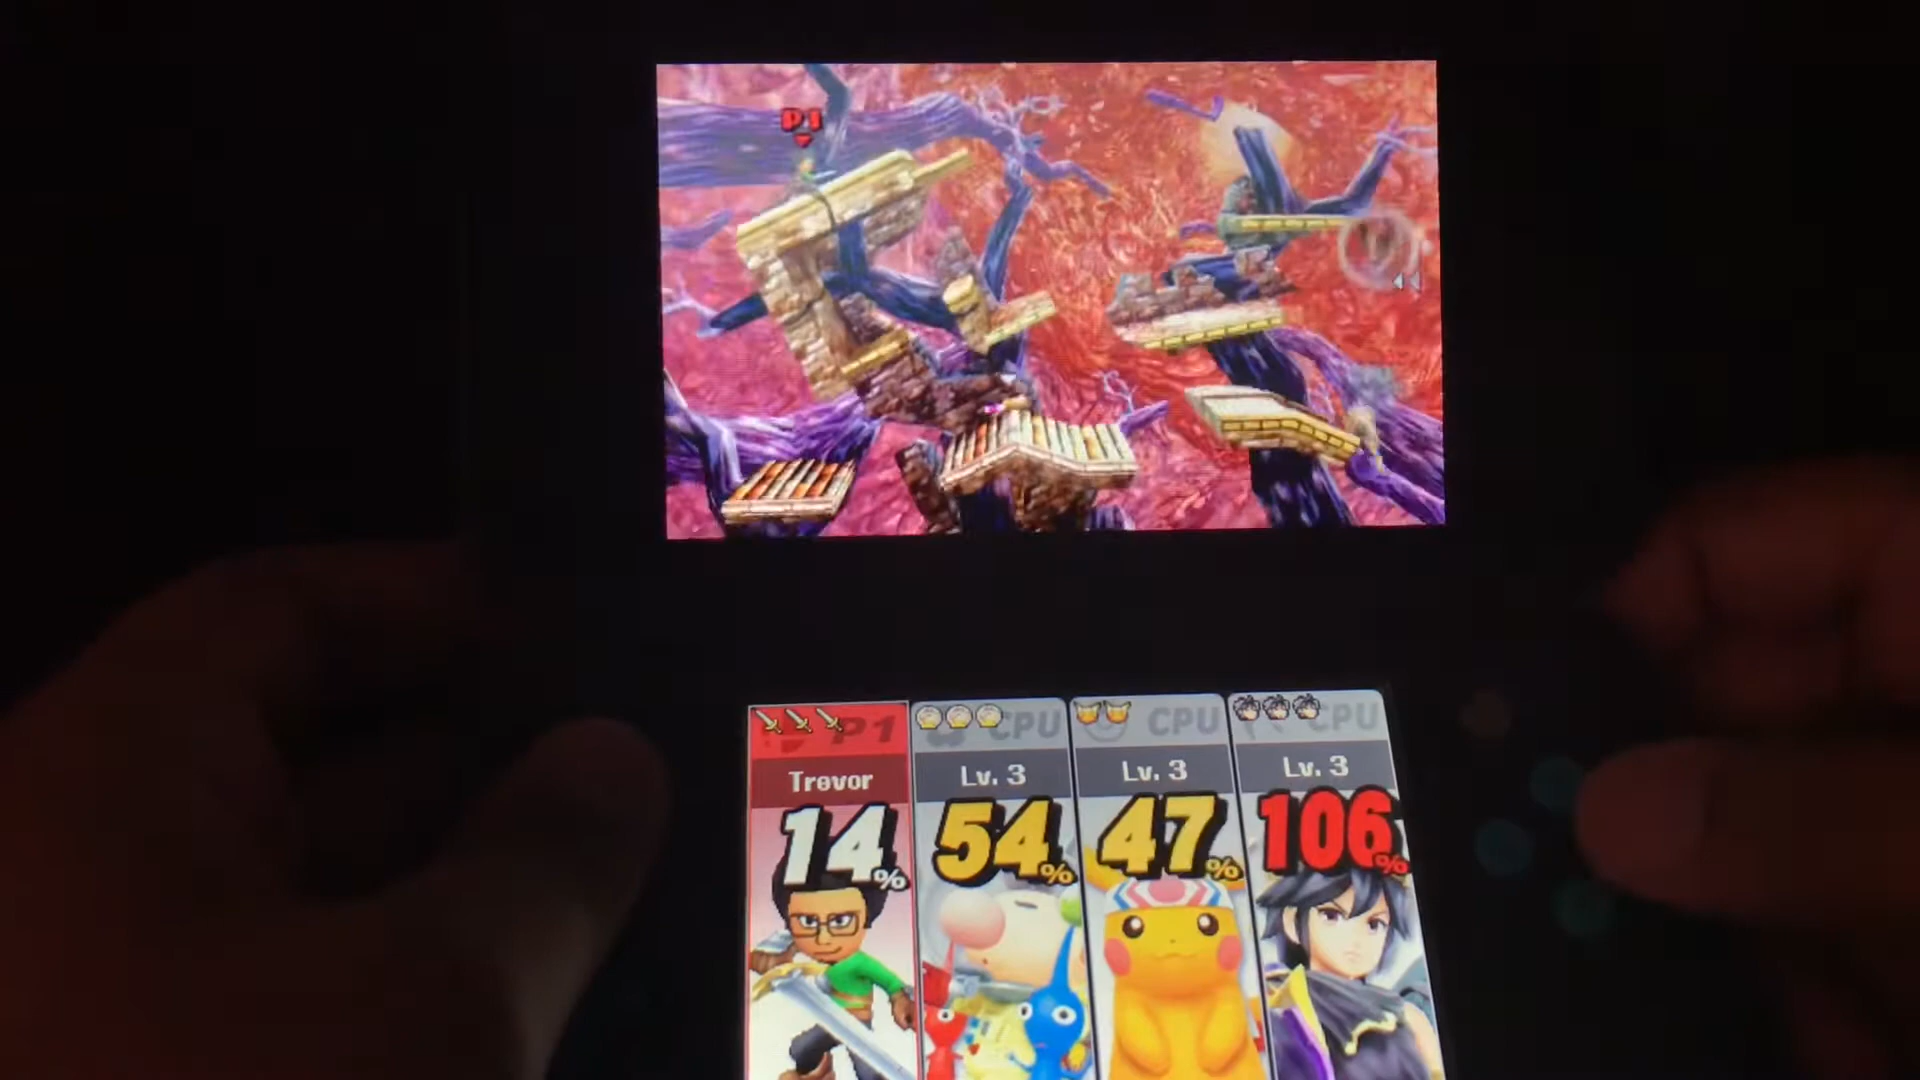 P1
P1 CPU CPU CPU
Trevor Lv. 3 Lv. 3 Lv. 3
14% 54% 47% 106%